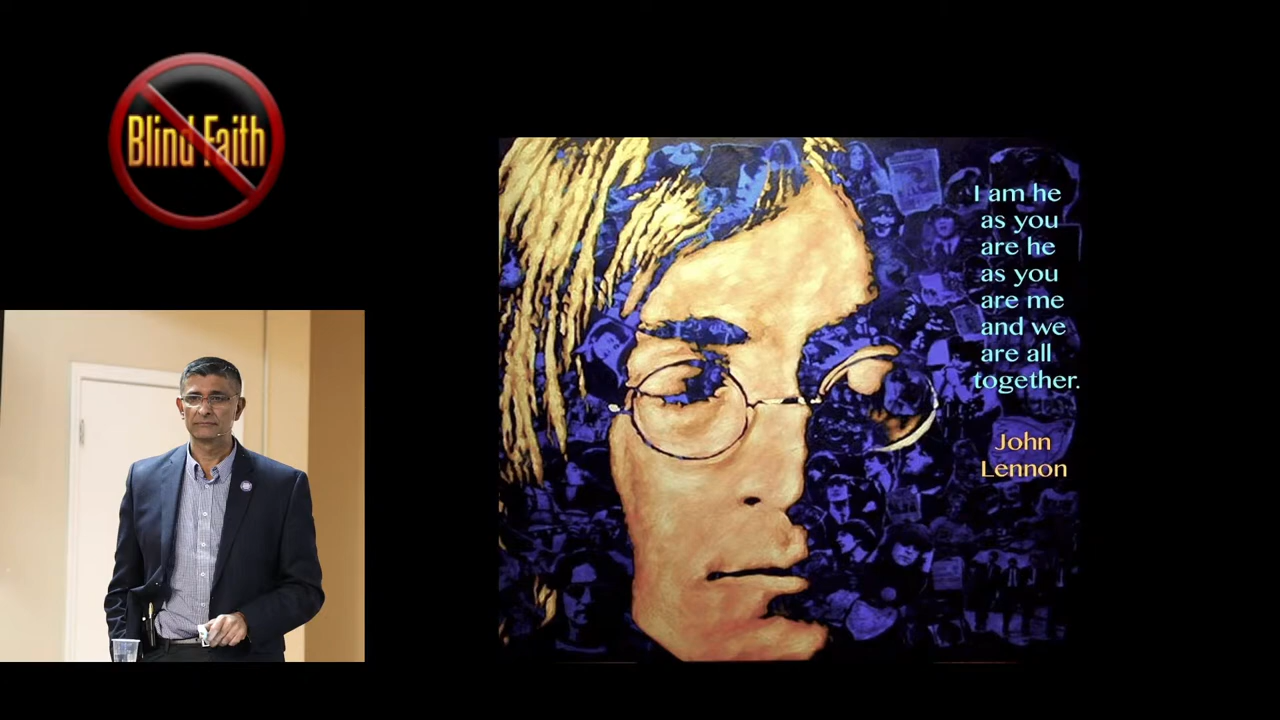 Blind Faith
I am he
as you
are he
as you
are me
and we
are all
together.
John
Lennon